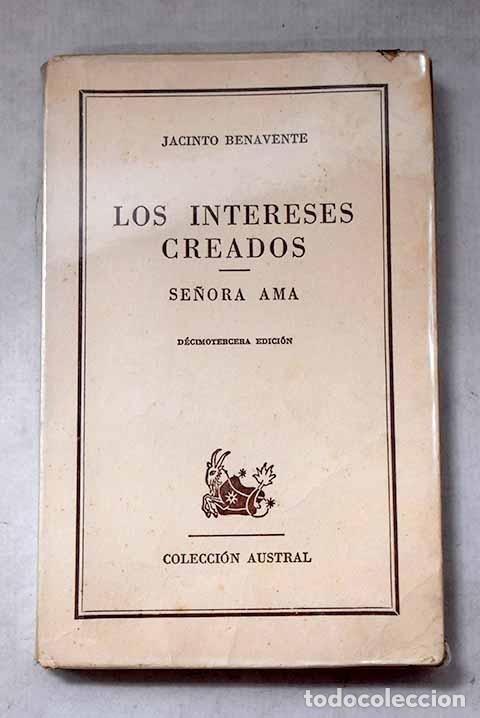 JACINTO BENAVENTE
LOS INTERESES
CREADOS
SEÑORA AMA
DÉCIMOTERCERA EDICIÓN
COLECCIÓN AUSTRAL
todocoleccion